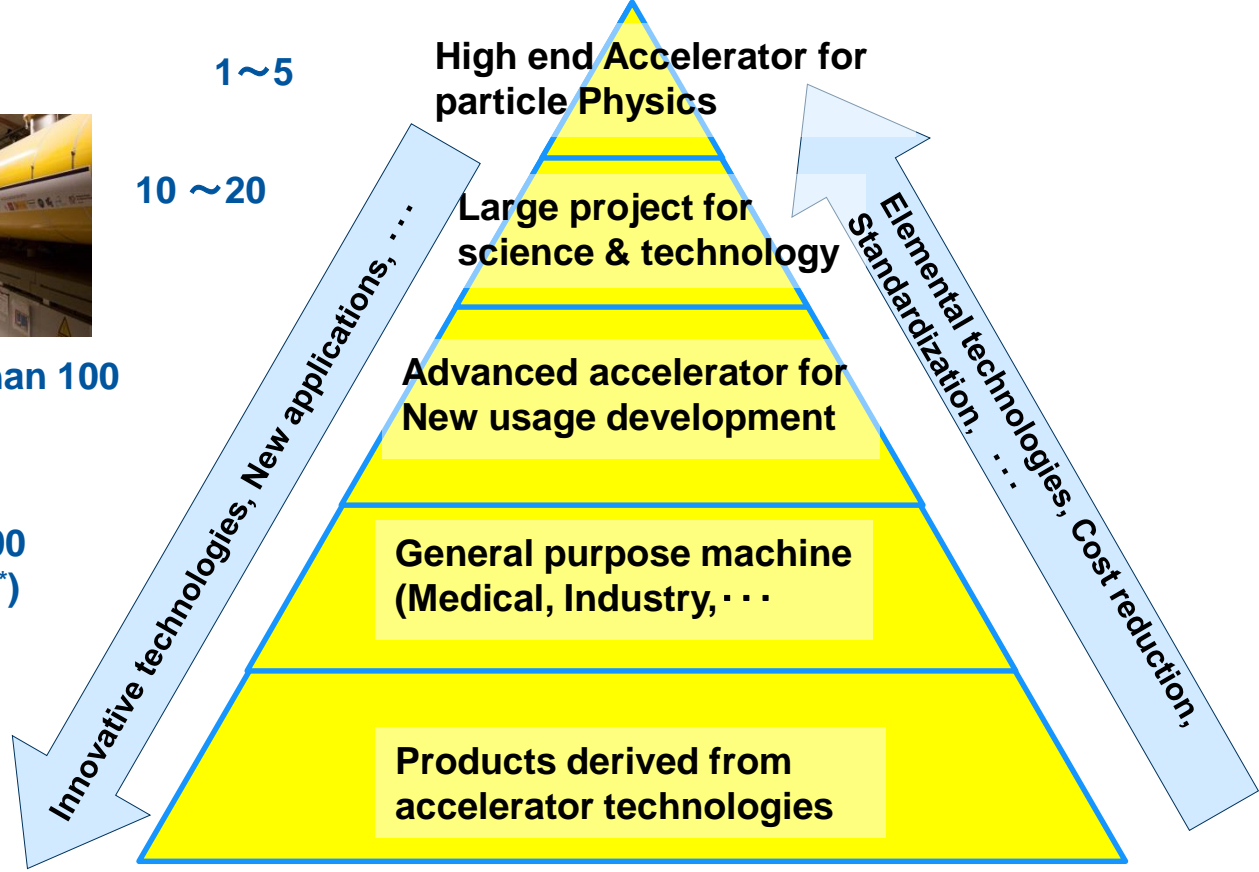 1～5
High end Accelerator for
particle Physics
10 ～20
Large project for
science & technology
than 100
Advanced accelerator for
New usage development
General purpose machine
(Medical, Industry,･･･
Products derived from
accelerator technologies
Innovative technologies, New applications, ･･･
Elemental technologies, Cost reduction,
Standardization, ･･･